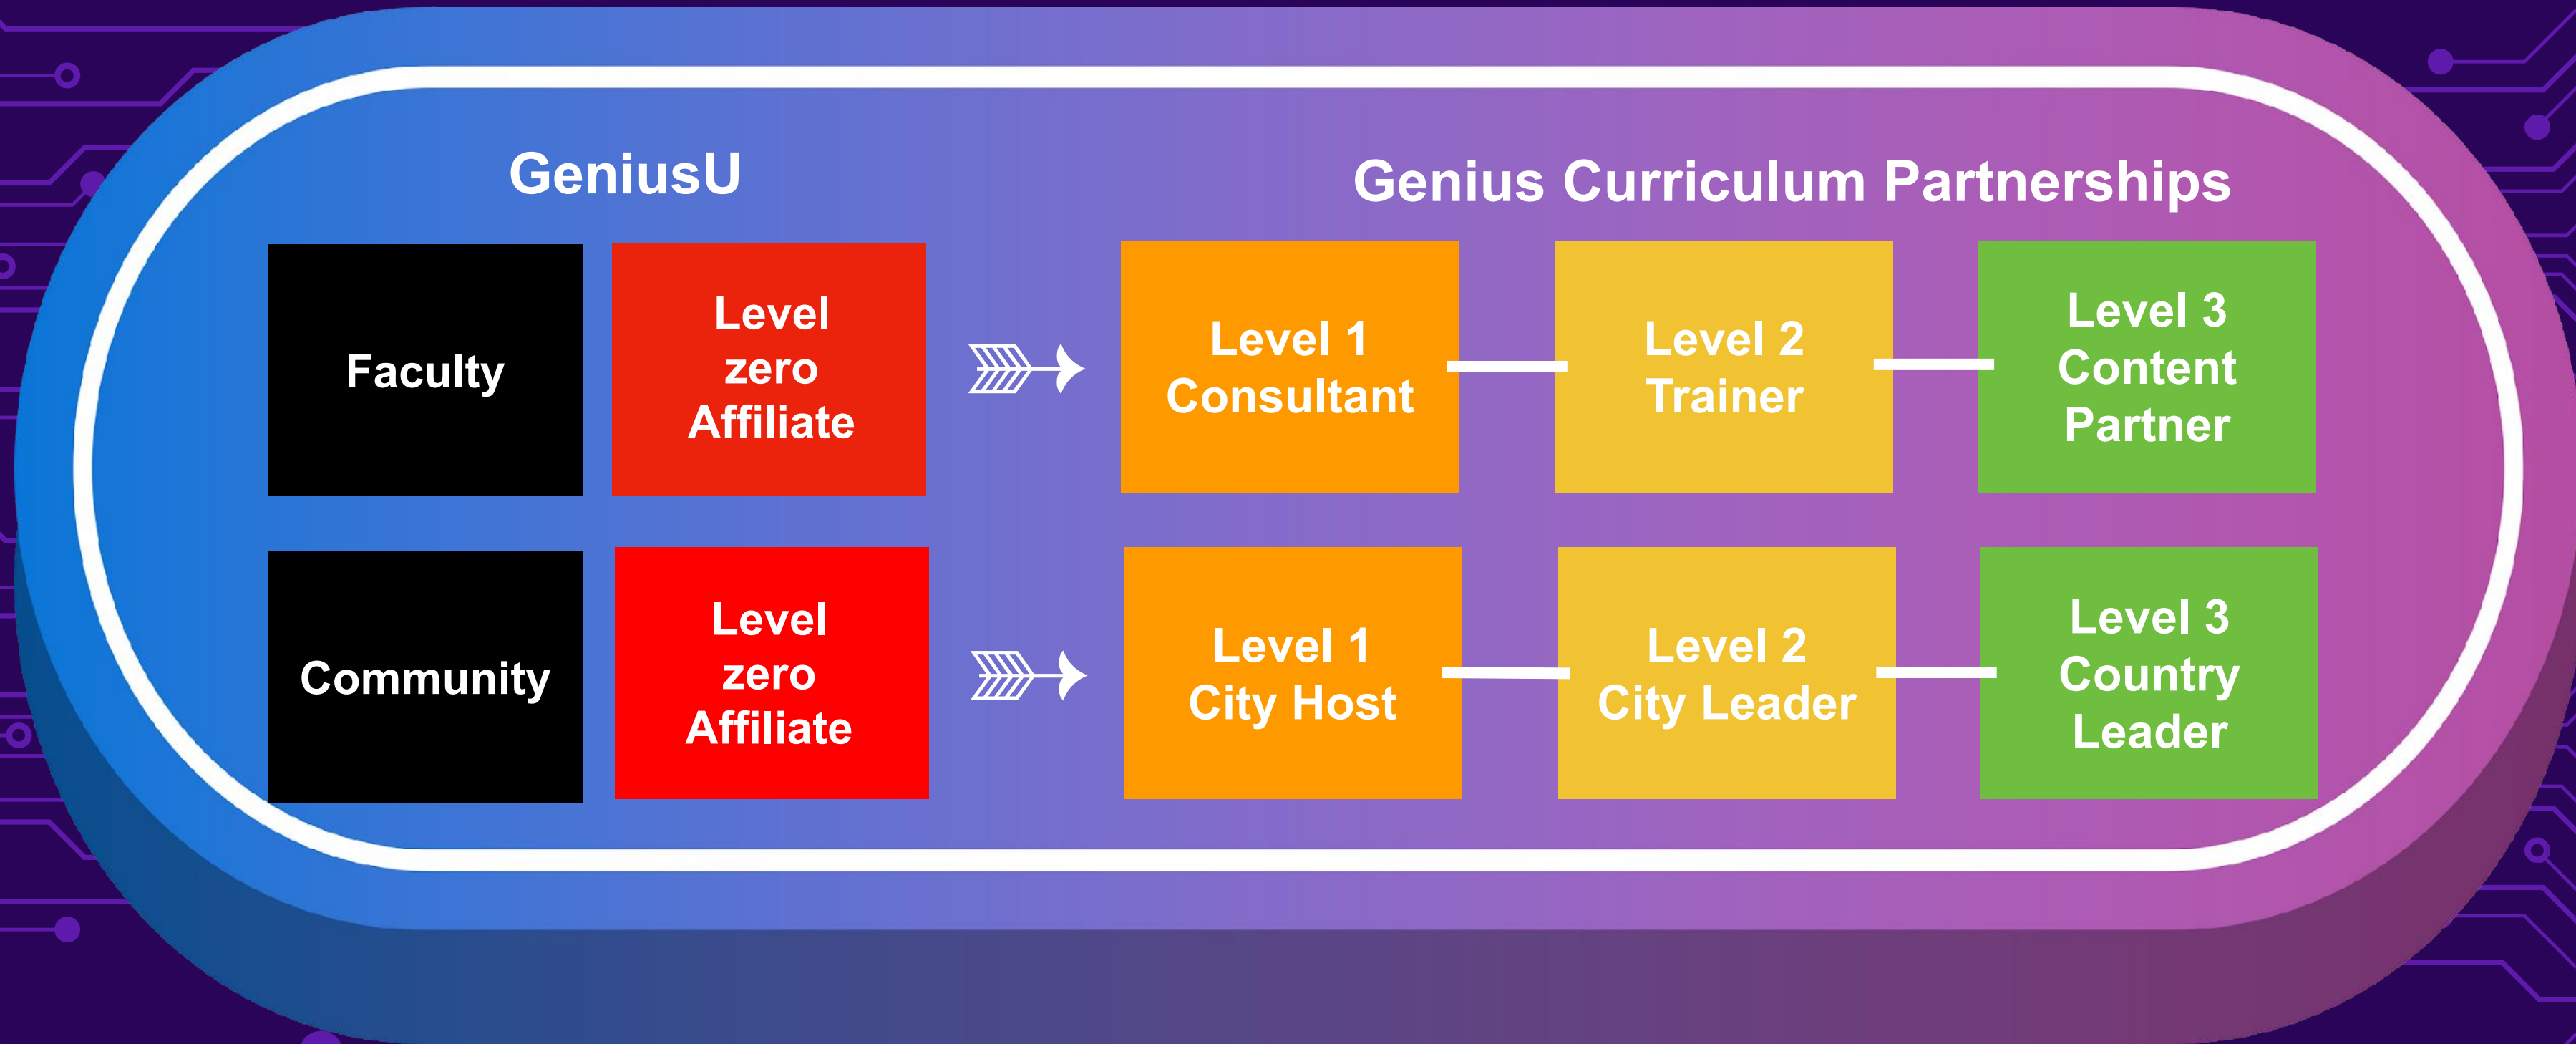 GeniusU
Genius Curriculum Partnerships
Faculty
Level
zero
Affiliate
Level 1
Consultant
Level 2
Trainer
Level 3
Content
Partner
Community
Level
zero
Affiliate
Level 1
City Host
Level 2
City Leader
Level 3
Country
Leader